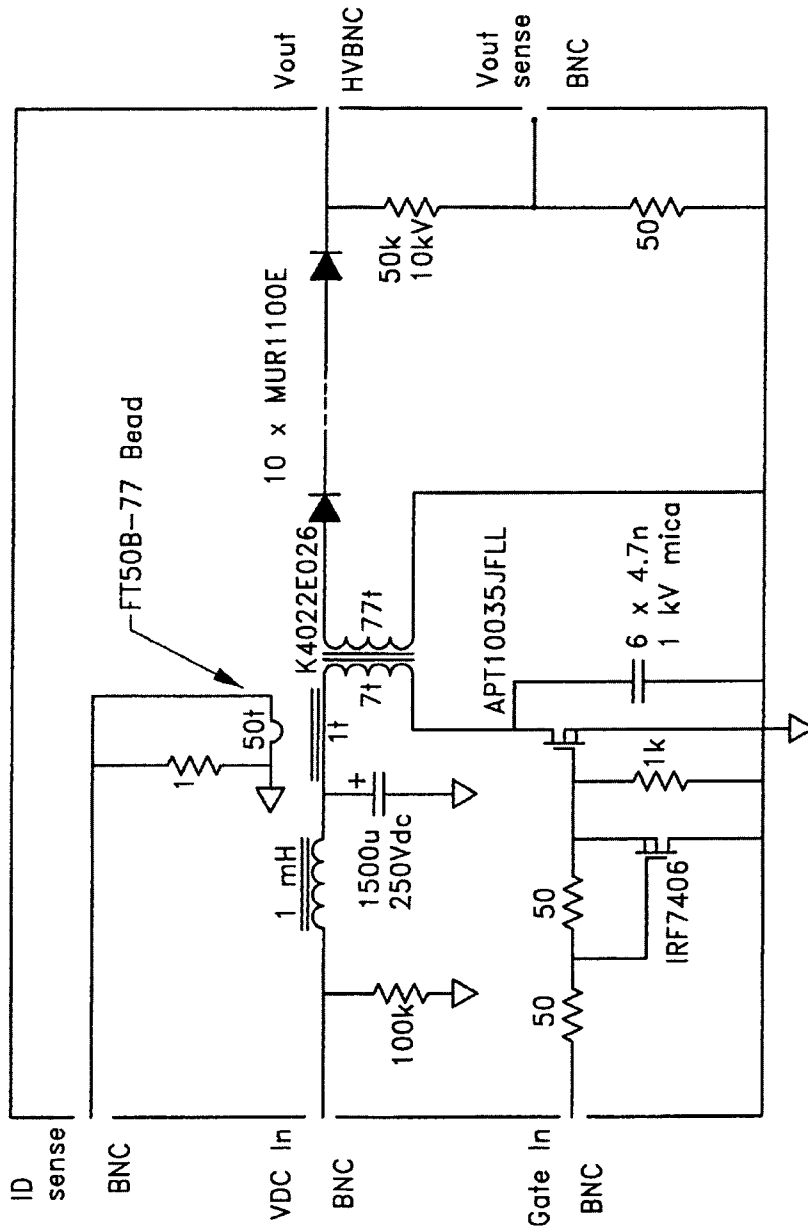 ID
sense
BNC
VDC In
BNC
Gate In
BNC
1
50t
FT50B-77 Bead
1 mH
1500u
250Vdc
100k
1t
K4022E026
7t
77t
10 x MUR1100E
Vout
HVBNC
50k
10kV
Vout
sense
BNC
50
APT10035JFLL
6 x 4.7n
1 kV mica
50
50
IRF7406
1k
+